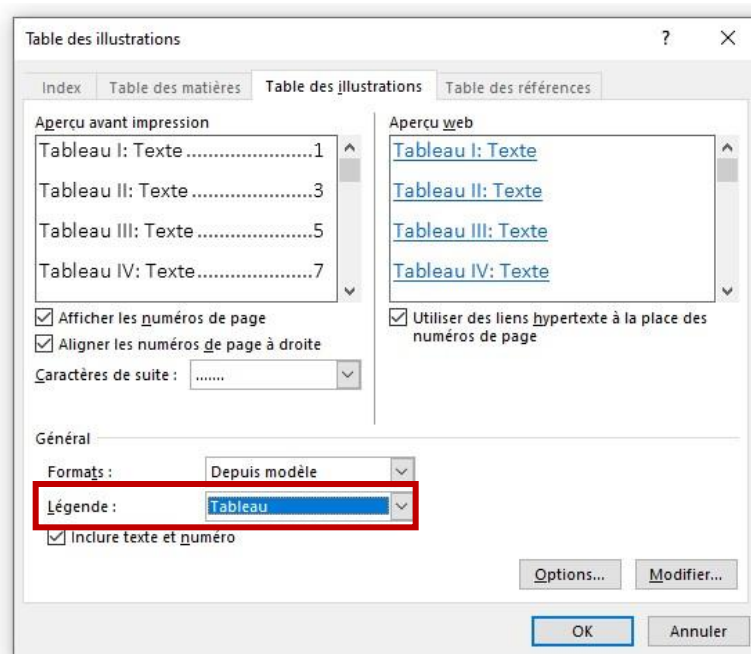 Table des illustrations ?
Index Table des matières Table des illustrations Table des références
Aperçu avant impression
Tableau I: Texte.......................1
Tableau II: Texte ......................3
Tableau III: Texte .....................5
Tableau IV: Texte......................7
Afficher les numéros de page
Aligner les numéros de page à droite
Caractères de suite : .......
Aperçu web
Tableau I: Texte
Tableau II: Texte
Tableau III: Texte
Tableau IV: Texte
Utiliser des liens hypertexte à la place des
numéros de page
Général
Formats : Depuis modèle
Légende : Tableau
Inclure texte et numéro
Options... Modifier...
OK Annuler